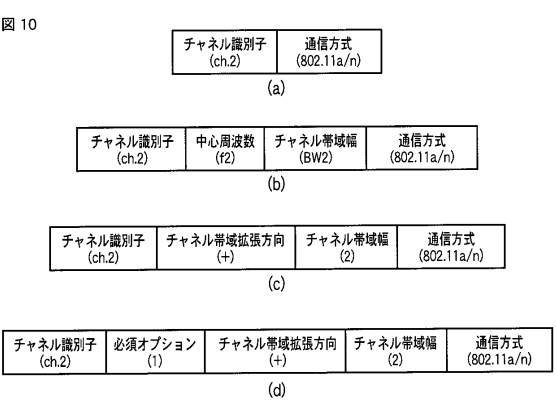 図 10
チャネル識別子 通信方式
(ch.2) (802.11a/n)
(a)
チャネル識別子 中心周波数 チャネル帯域幅 通信方式
(ch.2) (f2) (BW2) (802.11a/n)
(b)
チャネル識別子 チャネル帯域拡張方向 チャネル帯域幅 通信方式
(ch.2) (+) (2) (802.11a/n)
(c)
チャネル識別子 必須オプション チャネル帯域拡張方向 チャネル帯域幅 通信方式
(ch.2) (1) (+) (2) (802.11a/n)
(d)